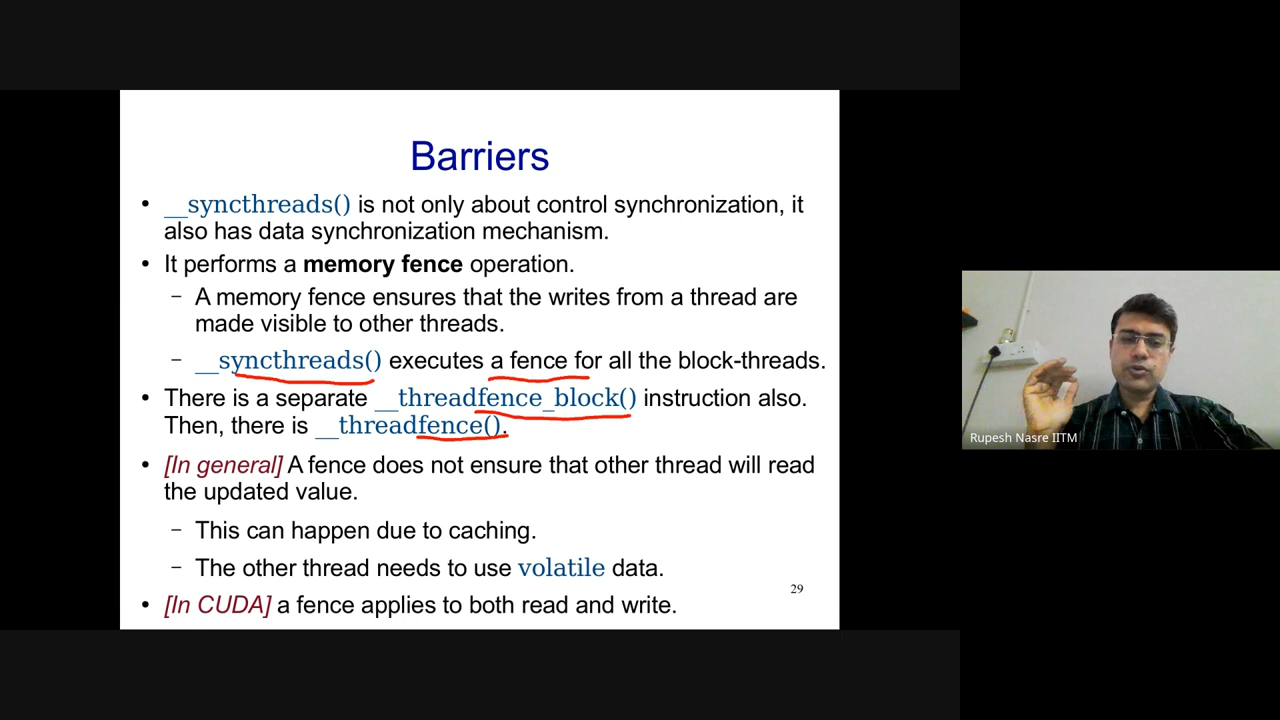 Barriers
• __syncthreads() is not only about control synchronization, it
also has data synchronization mechanism.
• It performs a memory fence operation.
– A memory fence ensures that the writes from a thread are
made visible to other threads.
– __syncthreads() executes a fence for all the block-threads.
• There is a separate __threadfence_block() instruction also.
Then, there is __threadfence().
• [In general] A fence does not ensure that other thread will read
the updated value.
– This can happen due to caching.
– The other thread needs to use volatile data.
29
• [In CUDA] a fence applies to both read and write.
Rupesh Nasre IITM